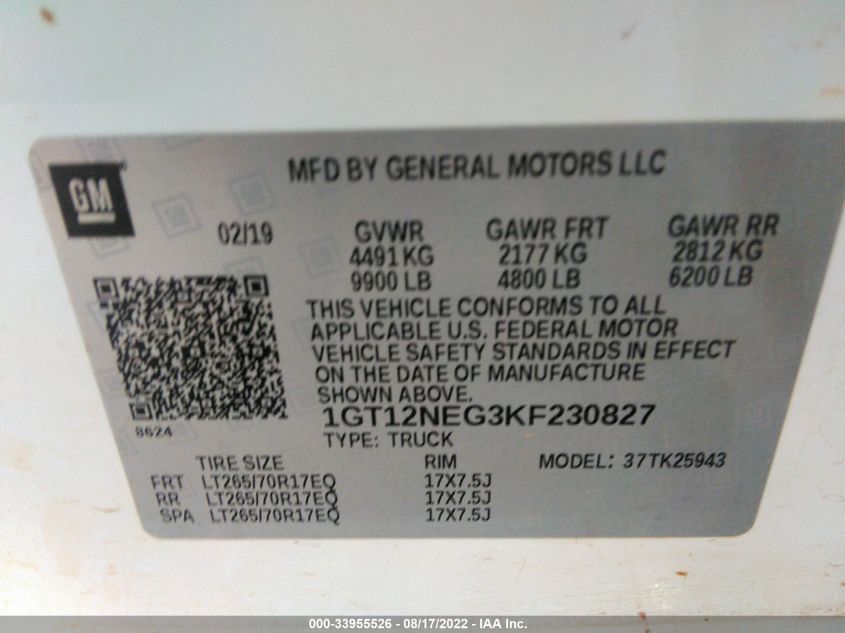 GM
MFD BY GENERAL MOTORS LLC
02/19 GVWR GAWR FRT GAWR RR
4491 KG 2177 KG 2812 KG
9900 LB 4800 LB 6200 LB
THIS VEHICLE CONFORMS TO ALL
APPLICABLE U.S. FEDERAL MOTOR
VEHICLE SAFETY STANDARDS IN EFFECT
ON THE DATE OF MANUFACTURE
SHOWN ABOVE.
8624
1GT12NEG3KF230827
TYPE: TRUCK
TIRE SIZE RIM MODEL: 37TK25943
FRT LT265/70R17EQ 17X7.5J
RR LT265/70R17EQ 17X7.5J
SPA LT265/70R17EQ 17X7.5J
000-33955526 - 08/17/2022 - IAA Inc.